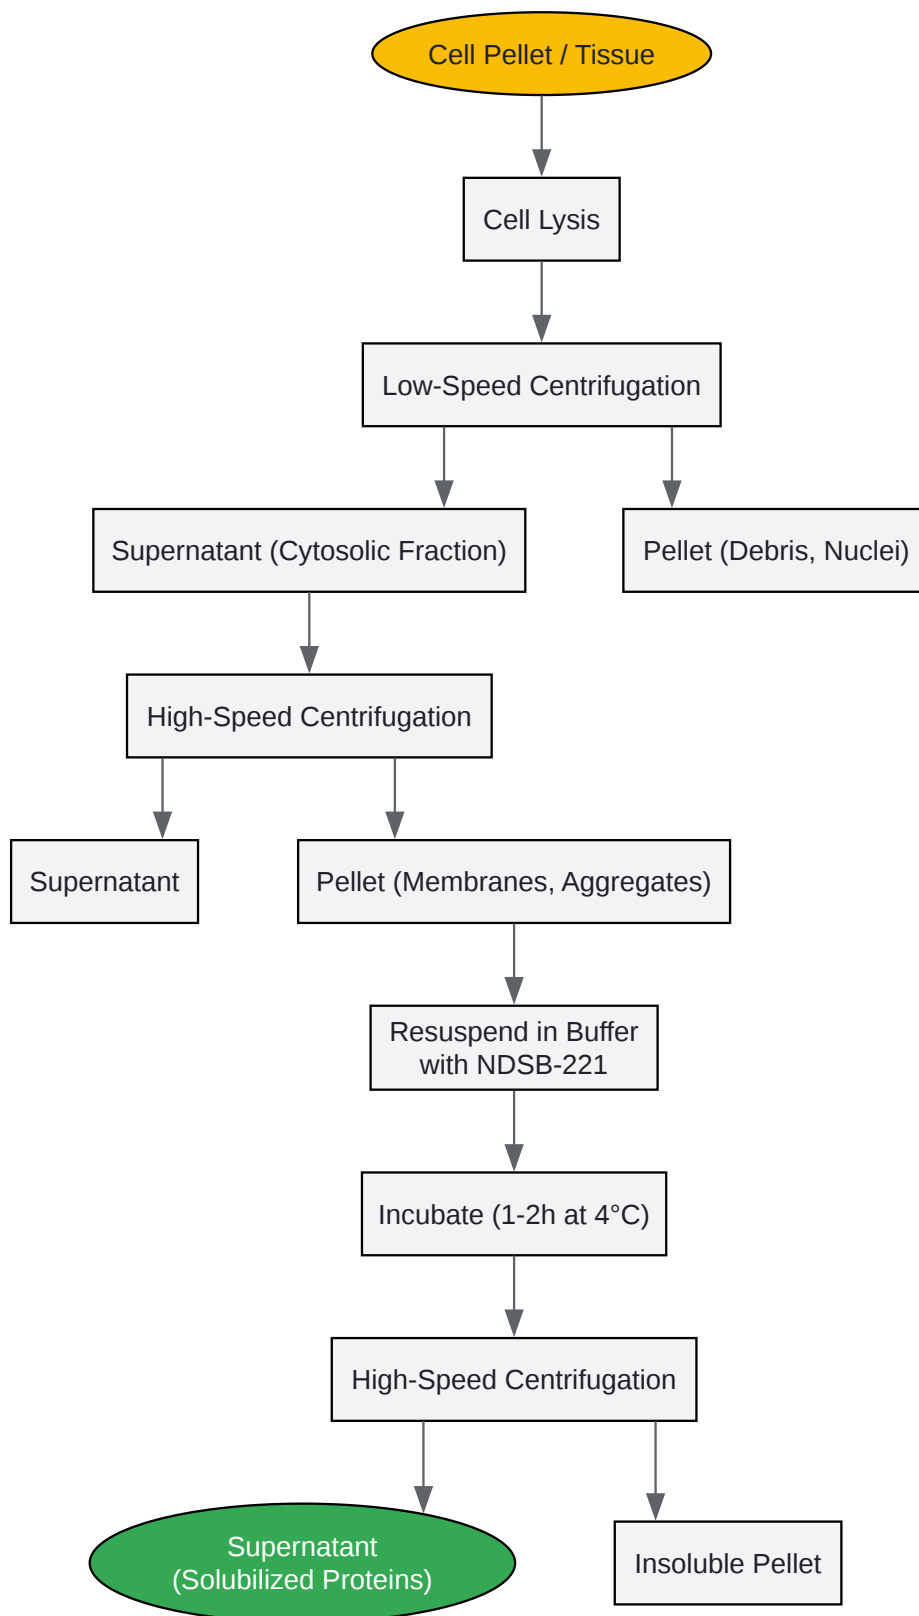 Cell Pellet / Tissue
Cell Lysis
Low-Speed Centrifugation
Supernatant (Cytosolic Fraction)
Pellet (Debris, Nuclei)
High-Speed Centrifugation
Supernatant
Pellet (Membranes, Aggregates)
Resuspend in Buffer
with NDSB-221
Incubate (1-2h at 4°C)
High-Speed Centrifugation
Supernatant
(Solubilized Proteins)
Insoluble Pellet